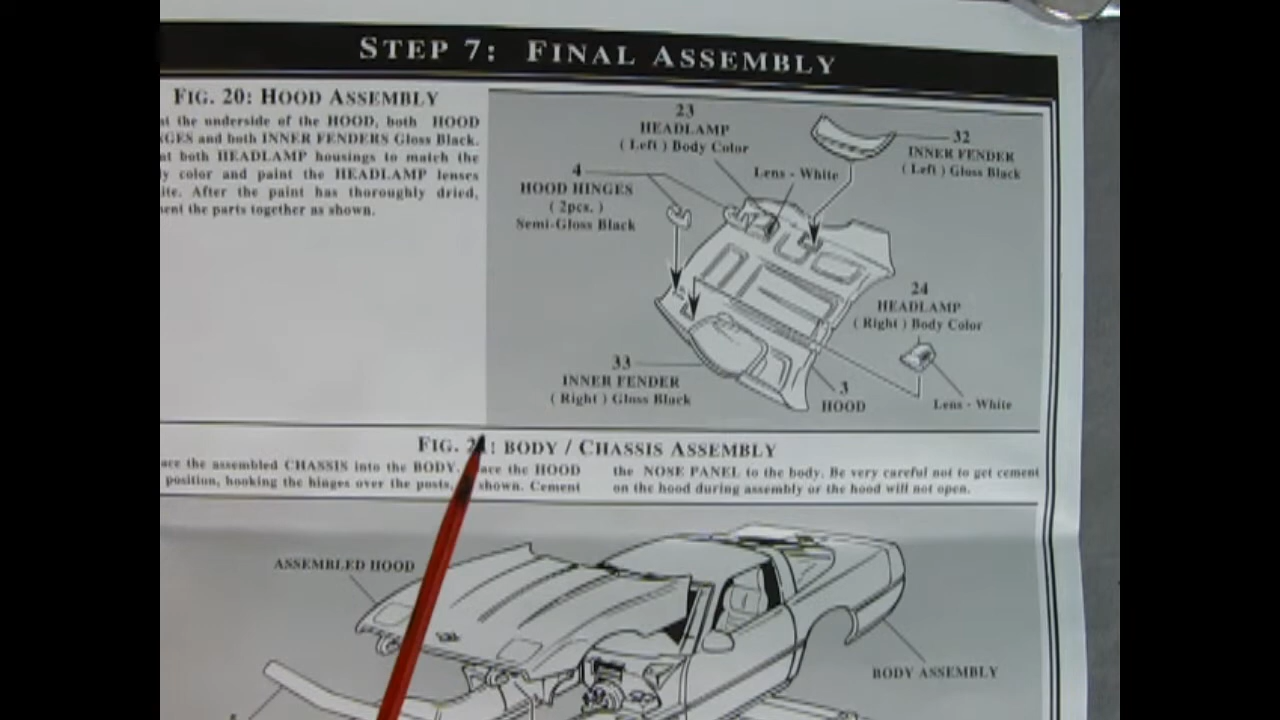 STEP 7: FINAL ASSEMBLY
FIG. 20: HOOD ASSEMBLY
the underside of the HOOD, both HOOD
and both INNER FENDERS Gloss Black.
both HEADLAMP housings to match the
color and paint the HEADLAMP lenses
After the paint has thoroughly dried,
the parts together as shown.
23
HEADLAMP
( Left ) Body Color
32
INNER FENDER
( Left ) Gloss Black
4
HOOD HINGES
( 2pcs. )
Semi-Gloss Black
Lens - White
24
HEADLAMP
( Right ) Body Color
33
INNER FENDER
( Right ) Gloss Black
3
HOOD
Lens - White
FIG. 21: BODY / CHASSIS ASSEMBLY
the assembled CHASSIS into the BODY. the HOOD
position, hooking the hinges over the posts, shown. Cement
the NOSE PANEL to the body. Be very careful not to get cement
on the hood during assembly or the hood will not open.
ASSEMBLED HOOD
BODY ASSEMBLY